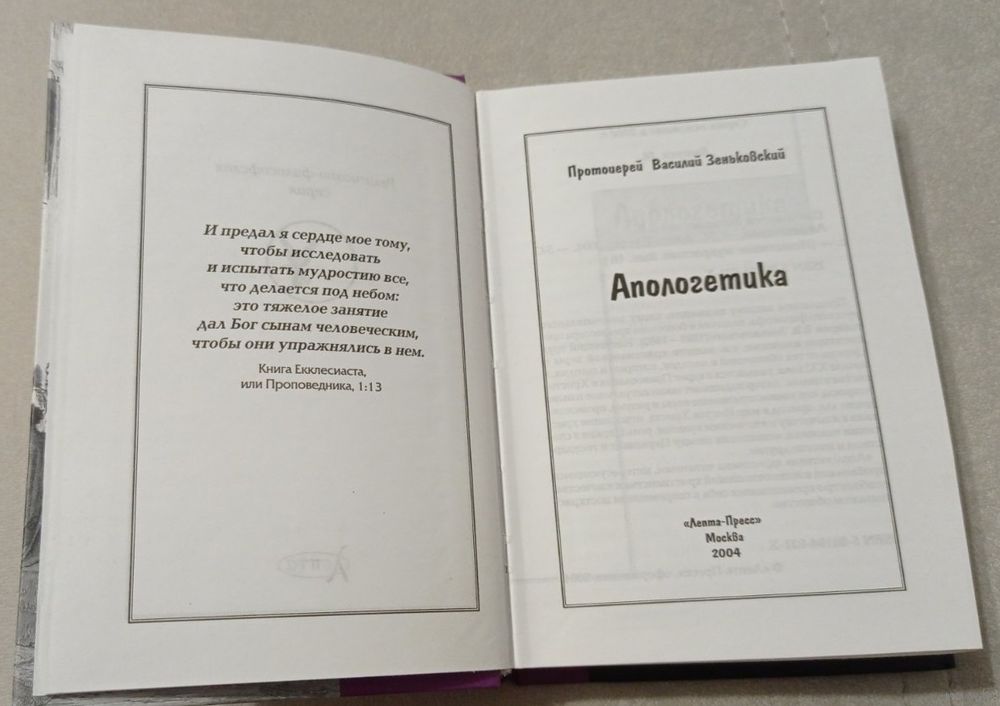 И предал я сердце мое тому,
чтобы исследовать
и испытать мудростию все,
что делается под небом:
это тяжелое занятие
дал Бог сынам человеческим,
чтобы они упражнялись в нем.
Книга Екклесиаста,
или Проповедника, 1:13
Протоиерей Василий Зеньковский
Апологетика
«Лепта-Пресс»
Москва
2004